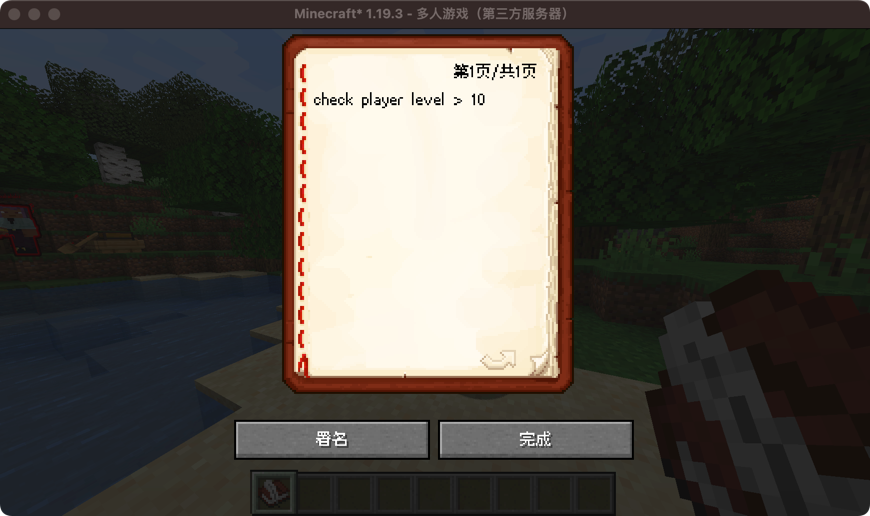 Minecraft* 1.19.3 - 多人游戏（第三方服务器）
第1页/共1页
check player level > 10
署名
完成